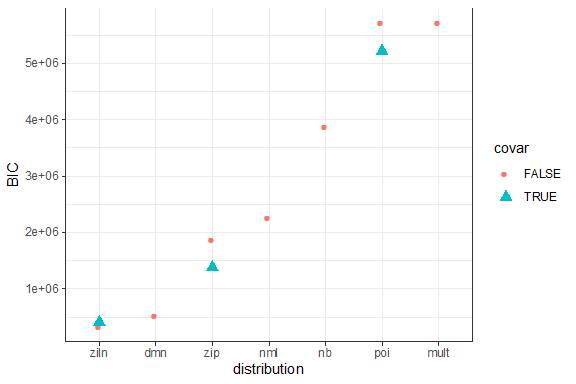 5e+06
4e+06
3e+06
2e+06
1e+06
BIC
ziln dmn zip nml nb poi mult
distribution
covar
FALSE
TRUE